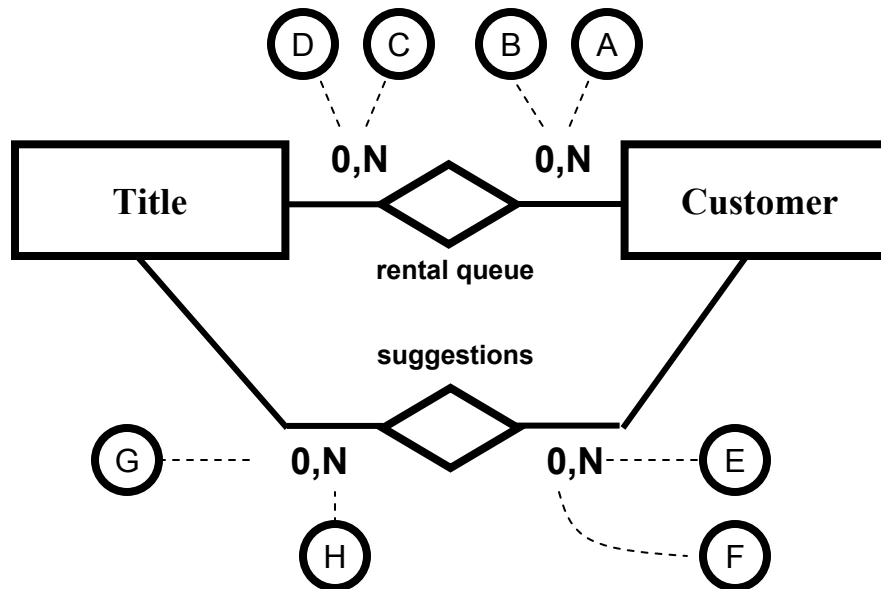 D C B A
0,N 0,N
Title Customer
rental queue
suggestions
G 0,N 0,N E
H F